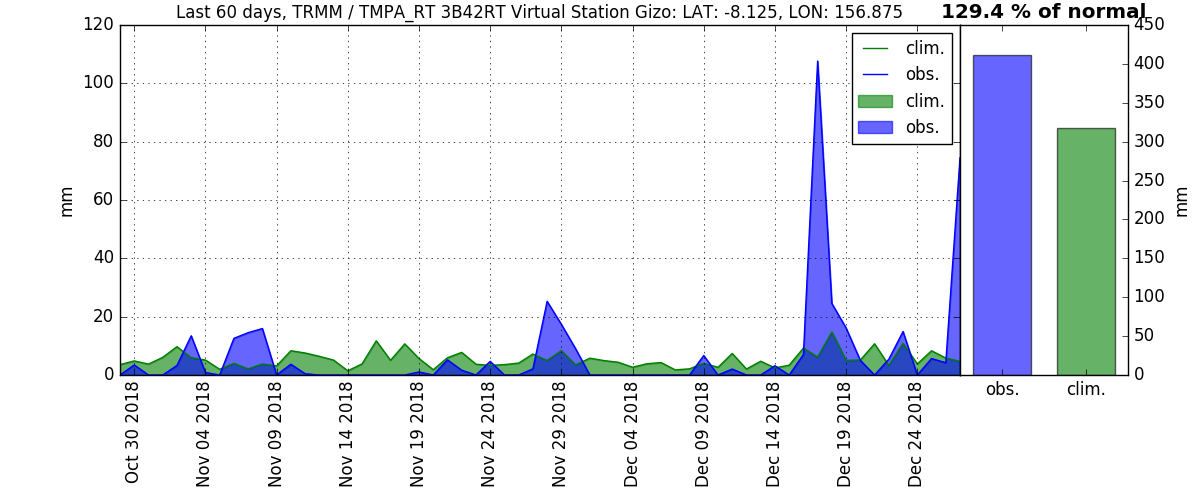 Last 60 days, TRMM / TMPA_RT 3B42RT Virtual Station Gizo: LAT: -8.125, LON: 156.875
129.4 % of normal
120
100
80
60
40
20
0
mm
clim.
obs.
clim.
obs.
Oct 30 2018
Nov 04 2018
Nov 09 2018
Nov 14 2018
Nov 19 2018
Nov 24 2018
Nov 29 2018
Dec 04 2018
Dec 09 2018
Dec 14 2018
Dec 19 2018
Dec 24 2018
450
400
350
300
250
200
150
100
50
0
mm
obs.
clim.